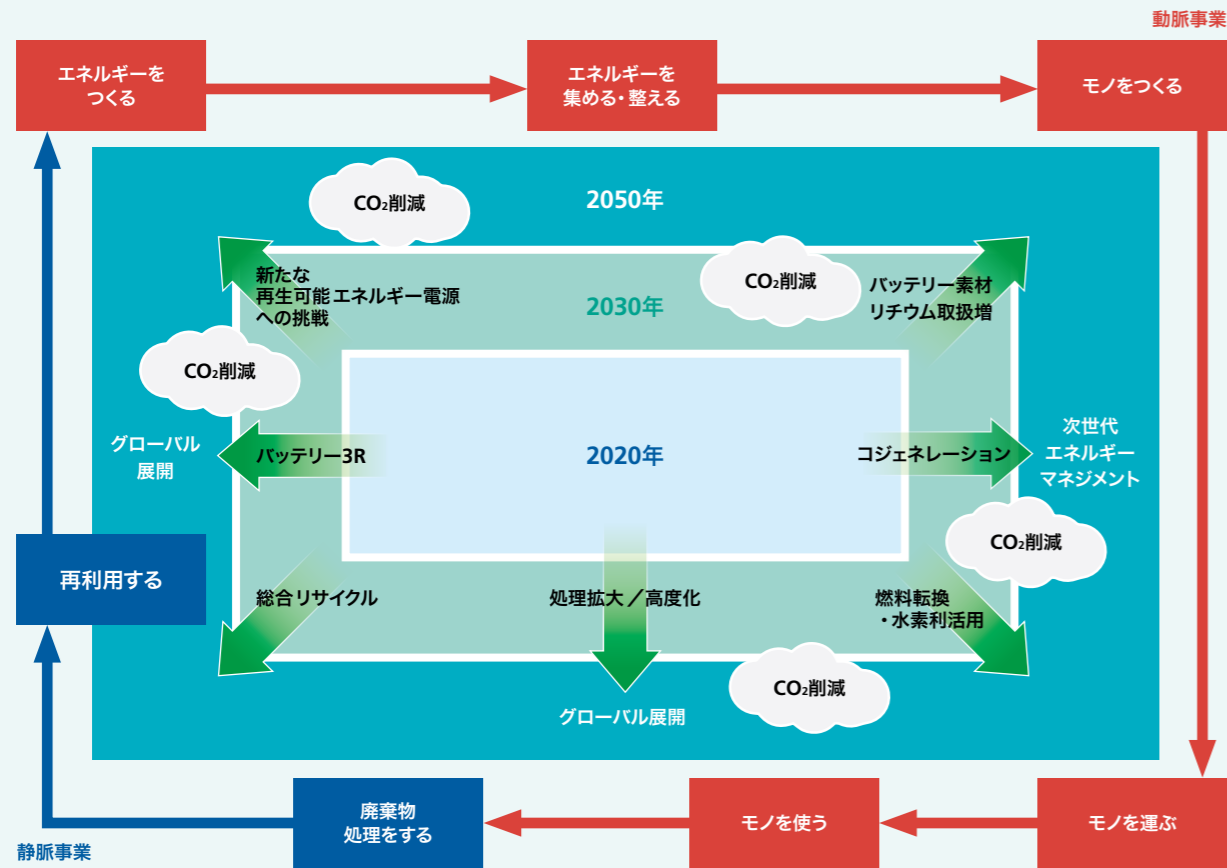 動脈事業
エネルギーを
つくる
エネルギーを
集める・整える
モノをつくる
CO₂削減
2050年
新たな
再生可能エネルギー電源
への挑戦
2030年
CO₂削減
バッテリー素材
リチウム取扱増
CO₂削減
グローバル
展開
バッテリー3R
2020年
コジェネレーション
次世代
エネルギー
マネジメント
CO₂削減
再利用する
総合リサイクル
処理拡大／高度化
燃料転換
・水素利活用
CO₂削減
グローバル展開
廃棄物
処理をする
モノを使う
モノを運ぶ
静脈事業